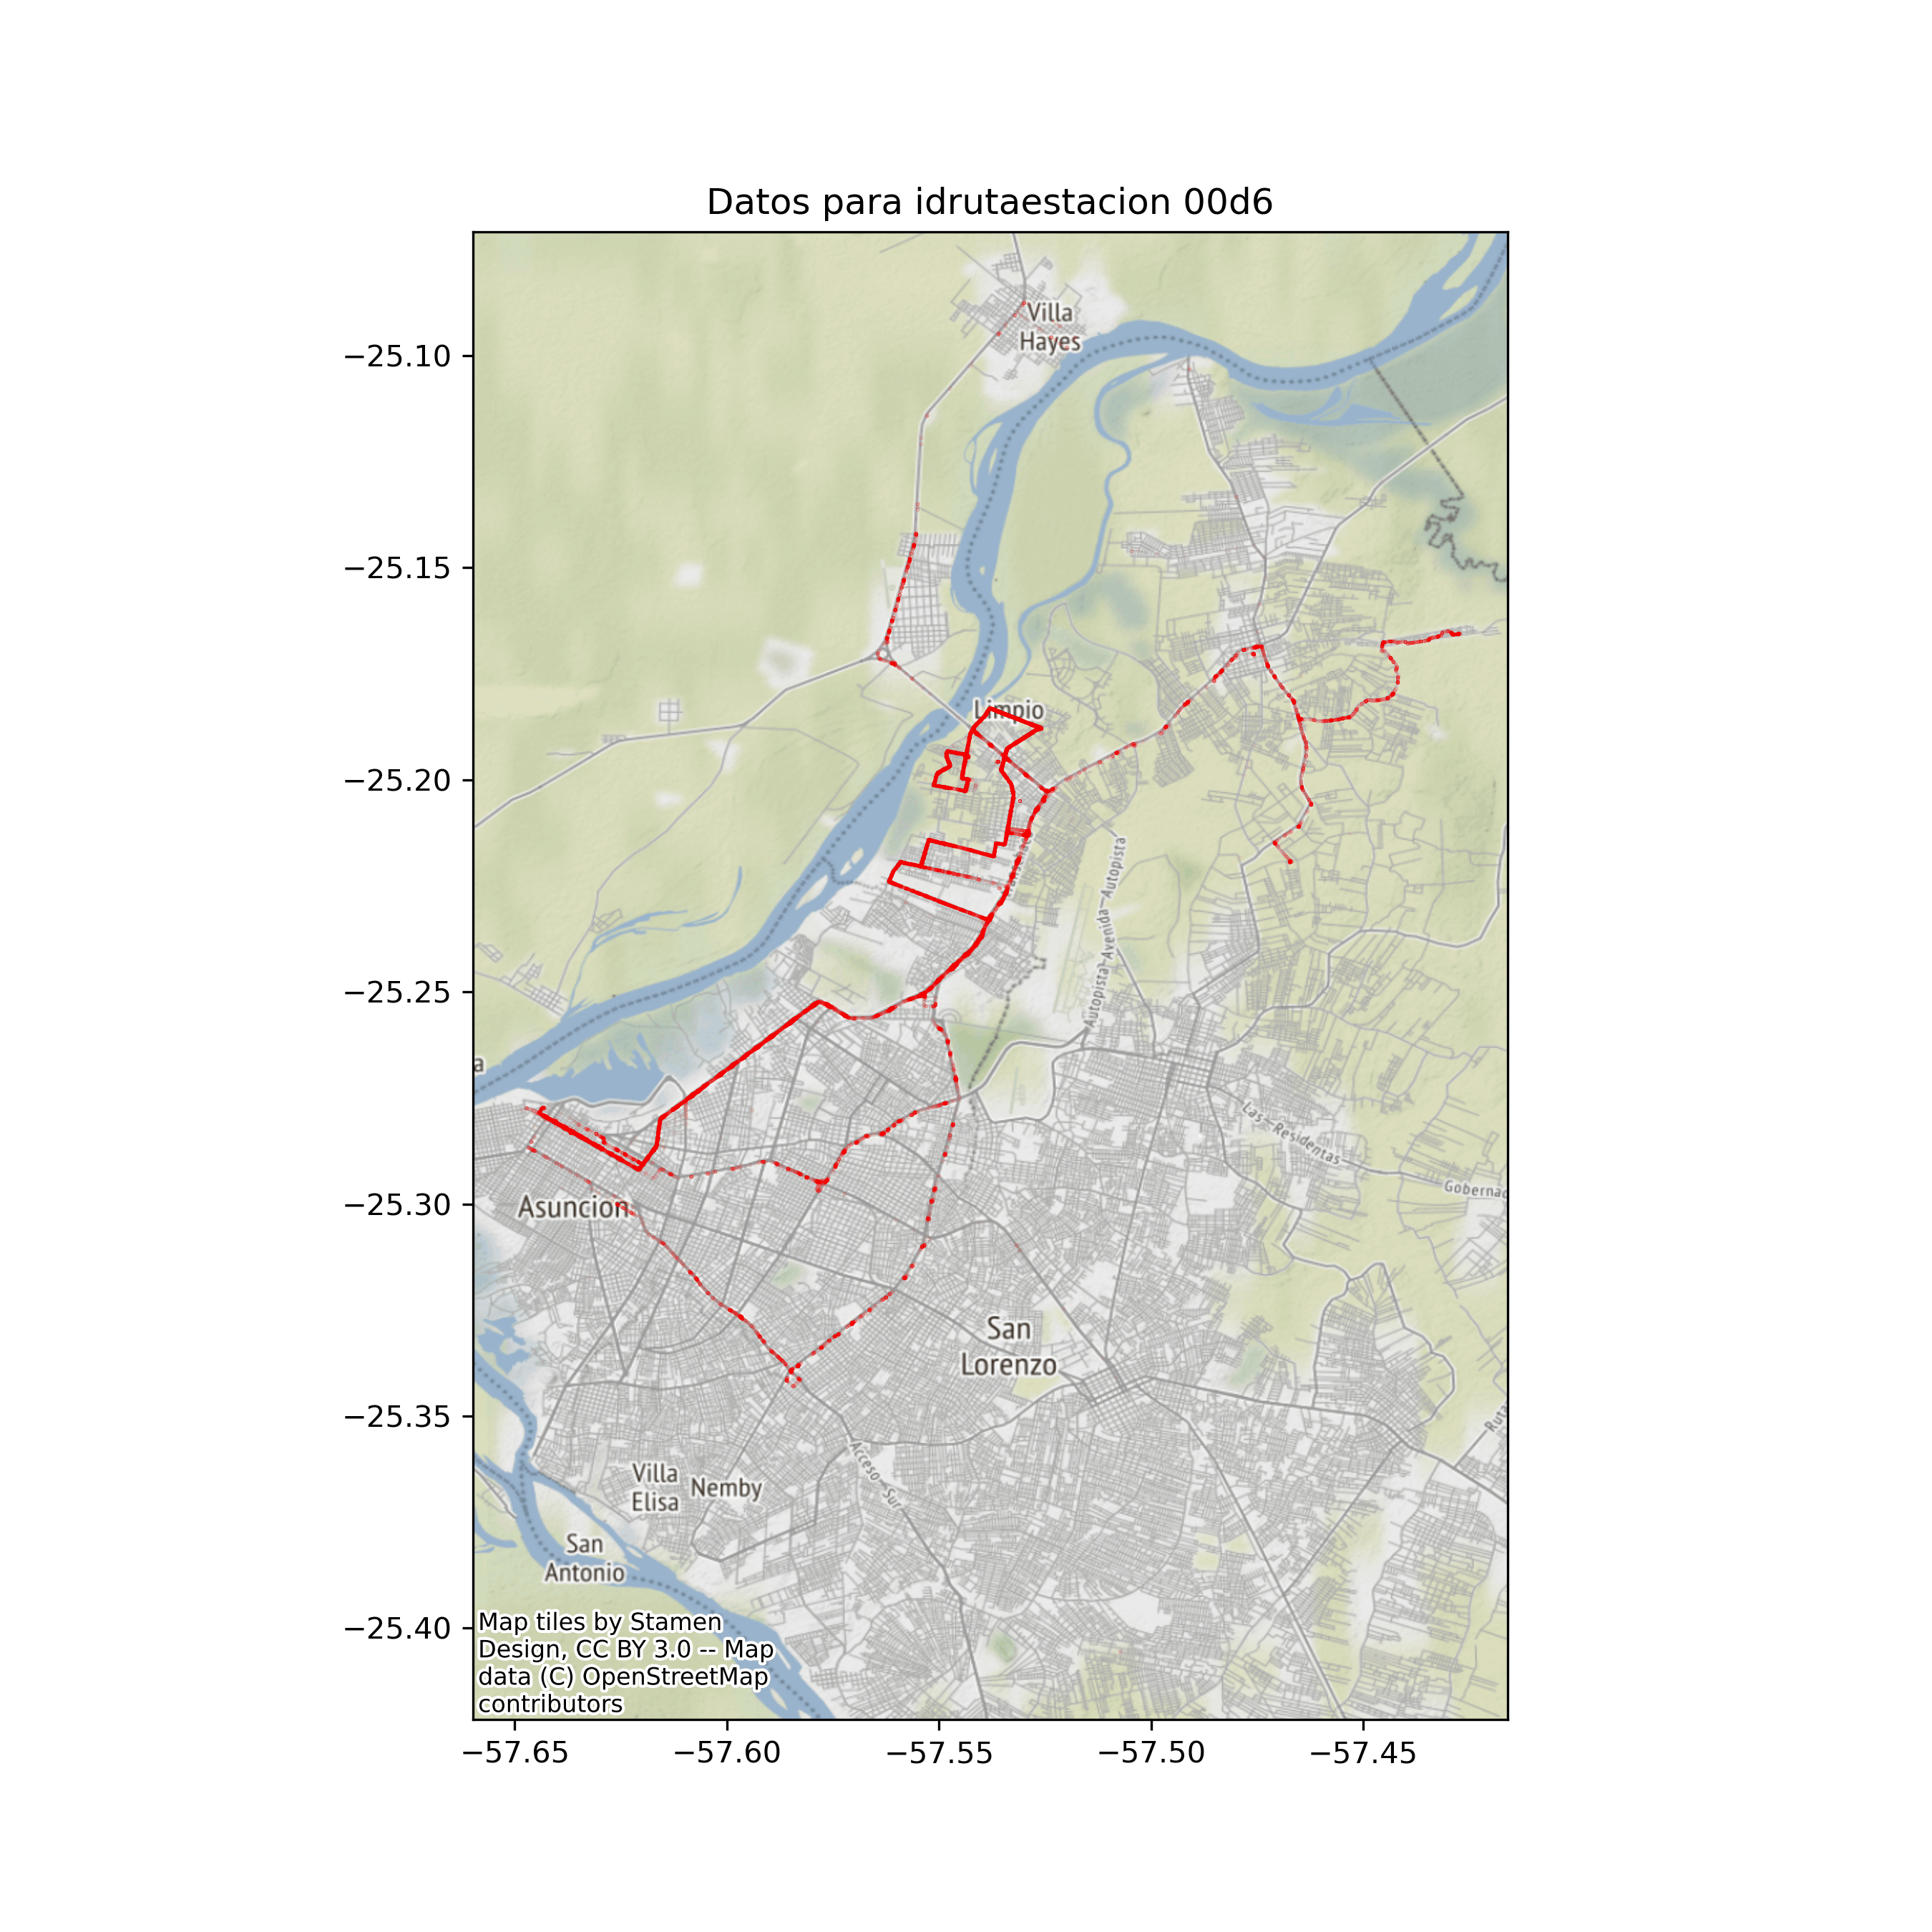 Datos para idrutaestacion 00d6
Villa
Hayes
−25.10
−25.15
Limpio
−25.20
Autopista-Avenida-Autopista
−25.25
a
Las-Residentas
Gobernad
−25.30
Asuncion
San
Lorenzo
−25.35
Ruta
Acceso-Sur
Villa
Elisa
Nemby
San
Antonio
−25.40
Map tiles by Stamen
Design, CC BY 3.0 -- Map
data (C) OpenStreetMap
contributors
−57.65
−57.60
−57.55
−57.50
−57.45